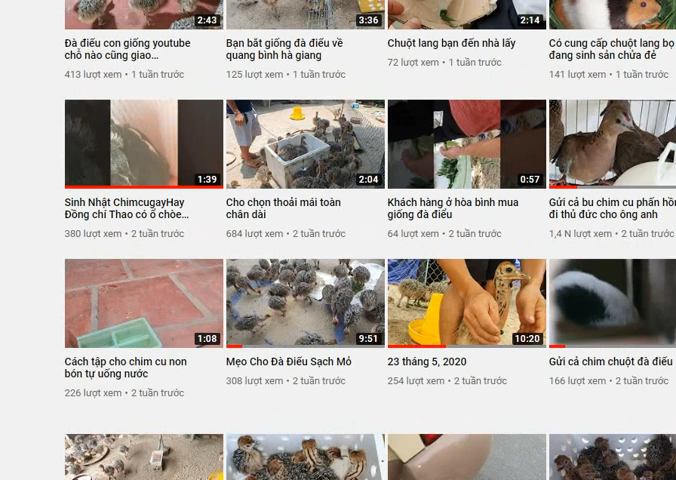 2:43
3:36
2:14
Đà điểu con giống youtube
chỗ nào cũng giao...
413 lượt xem • 1 tuần trước
Bạn bắt giống đà điểu về
quang bình hà giang
125 lượt xem • 1 tuần trước
Chuột lang bạn đến nhà lấy
72 lượt xem • 1 tuần trước
Có cung cấp chuột lang bọ
đang sinh sản chửa đẻ
141 lượt xem • 1 tuần trước
1:39
2:04
0:57
Sinh Nhật ChimcugayHay
Đồng chí Thao có ổ chòe...
380 lượt xem • 2 tuần trước
Cho chọn thoải mái toàn
chân dài
684 lượt xem • 2 tuần trước
Khách hàng ở hòa bình mua
giống đà điểu
64 lượt xem • 2 tuần trước
Gửi cả bu chim cu phấn hồn
đi thủ đức cho ông anh
1,4 N lượt xem • 2 tuần trước
1:08
9:51
10:20
Cách tập cho chim cu non
bón tự uống nước
226 lượt xem • 2 tuần trước
Mẹo Cho Đà Điểu Sạch Mỏ
308 lượt xem • 2 tuần trước
23 tháng 5, 2020
254 lượt xem • 2 tuần trước
Gửi cả chim chuột đà điểu
166 lượt xem • 2 tuần trước